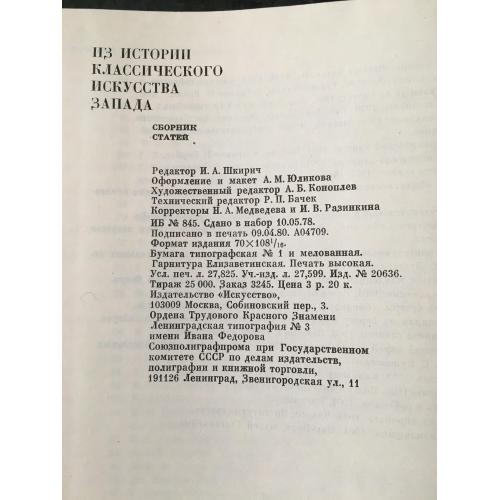 ИЗ ИСТОРИИ
КЛАССИЧЕСКОГО
ИСКУССТВА
ЗАПАДА
СБОРНИК
СТАТЕЙ
Редактор И. А. Шкирич
Оформление и макет А. М. Юликова
Художественный редактор А. Б. Коноплев
Технический редактор Р. П. Бачек
Корректоры Н. А. Медведева и И. В. Разинкина
ИБ № 845. Сдано в набор 10.05.78.
Подписано в печать 09.04.80. А04709.
Формат издания 70×108¹/₁₆.
Бумага типографская № 1 и мелованная.
Гарнитура Елизаветинская. Печать высокая.
Усл. печ. л. 27,825. Уч.-изд. л. 27,599. Изд. № 20636.
Тираж 25 000. Заказ 3245. Цена 3 р. 20 к.
Издательство «Искусство»,
103009 Москва, Собиновский пер., 3.
Ордена Трудового Красного Знамени
Ленинградская типография № 3
имени Ивана Федорова
Союзполиграфпрома при Государственном
комитете СССР по делам издательств,
полиграфии и книжной торговли,
191126 Ленинград, Звенигородская ул., 11